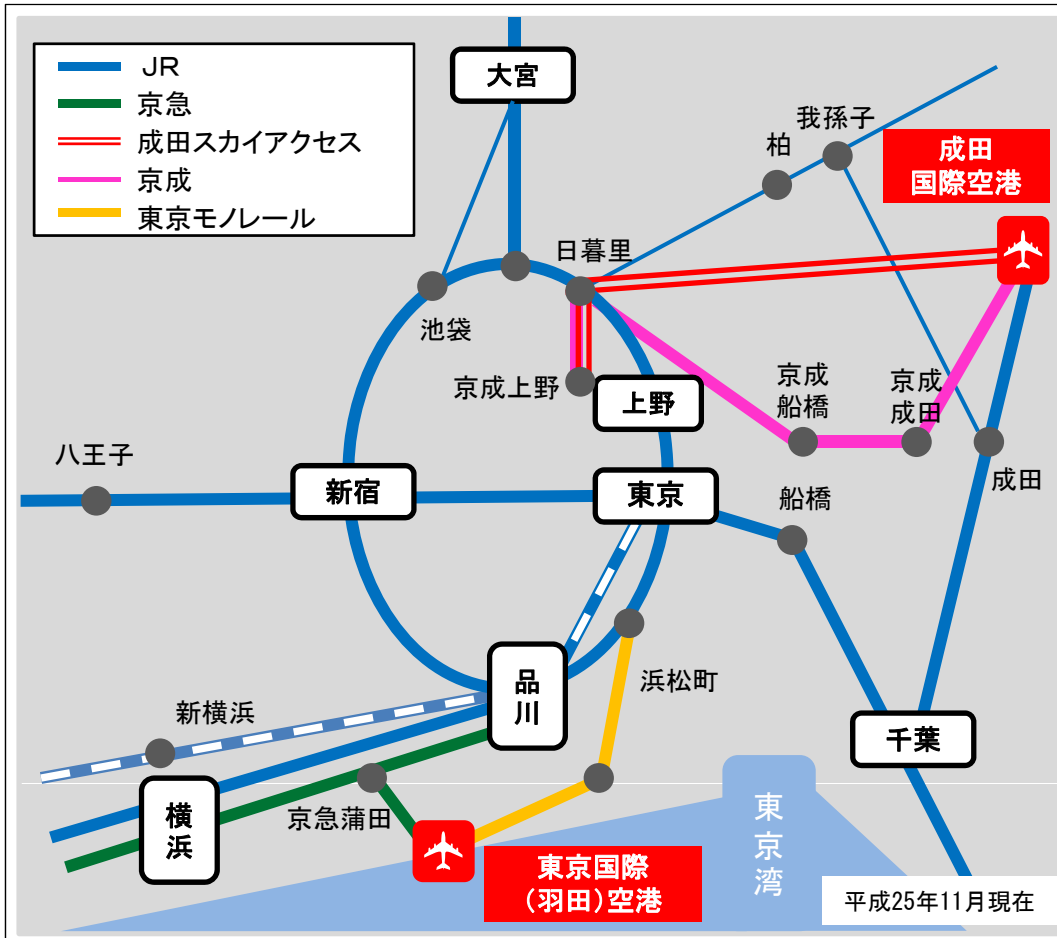 JR
京急
成田スカイアクセス
京成
東京モノレール
大宮
我孫子
柏
成田
国際空港
日暮里
池袋
京成上野
上野
京成
船橋
京成
成田
八王子
新宿
東京
船橋
成田
品川
浜松町
新横浜
千葉
横浜
京急蒲田
東京国際
(羽田)空港
東京湾
平成25年11月現在